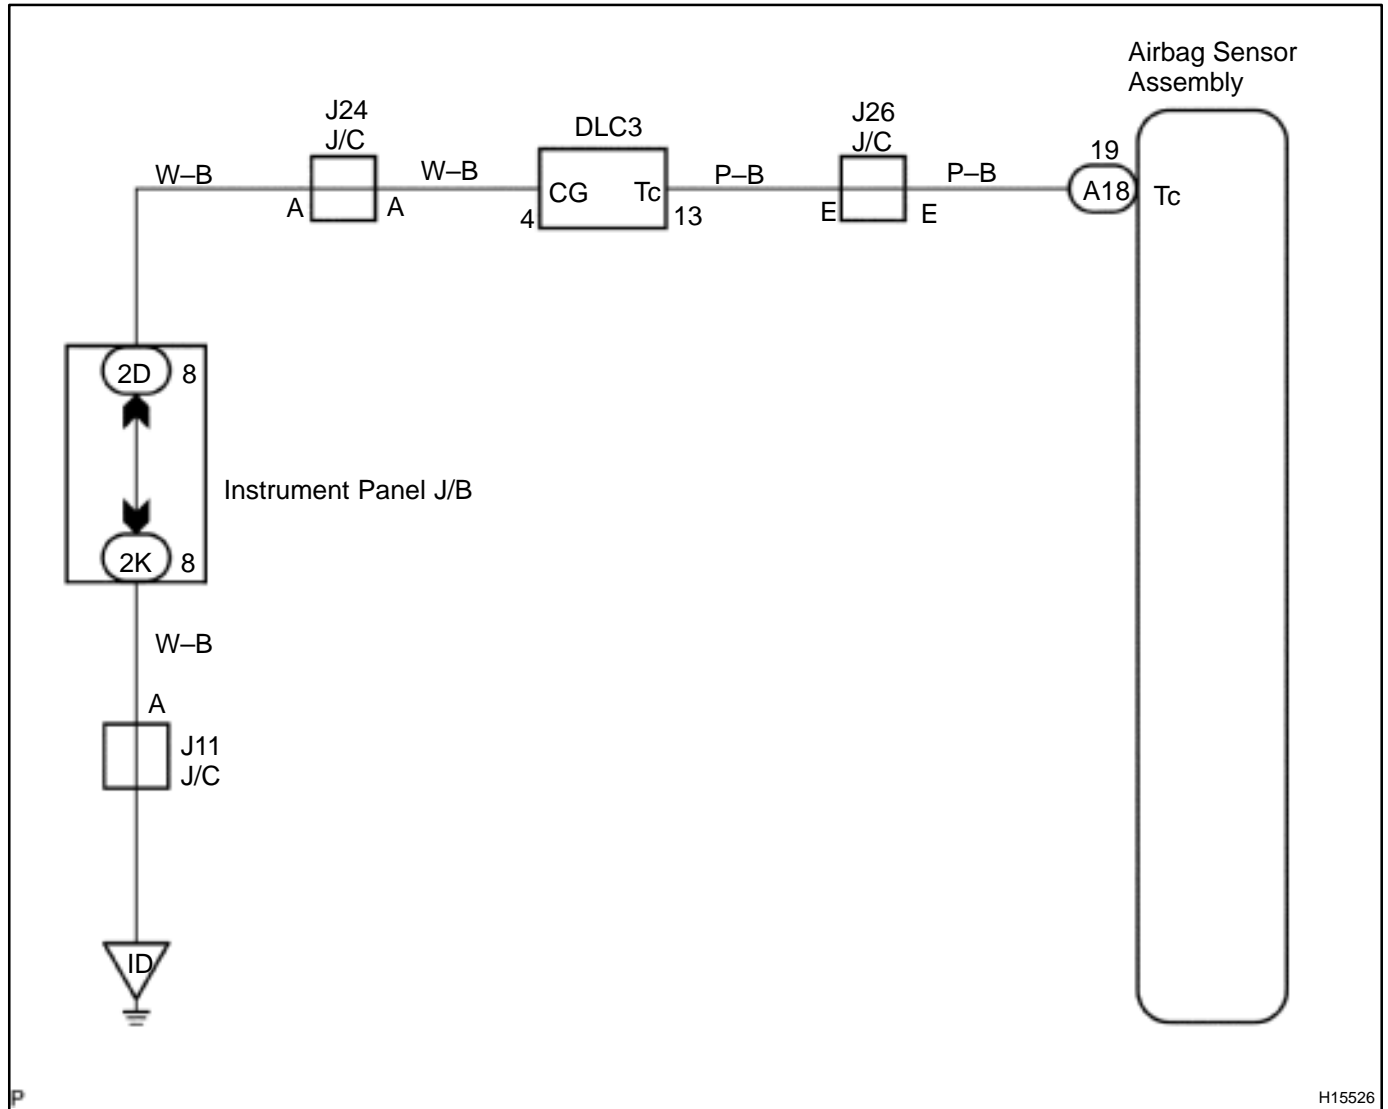 Airbag Sensor
Assembly
J24
J/C
DLC3
J26
J/C
19
W–B
W–B
P–B
P–B
A
A
CG
Tc
4
13
E
E
A18
Tc
2D
8
Instrument Panel J/B
2K
8
W–B
A
J11
J/C
ID
P
H15526